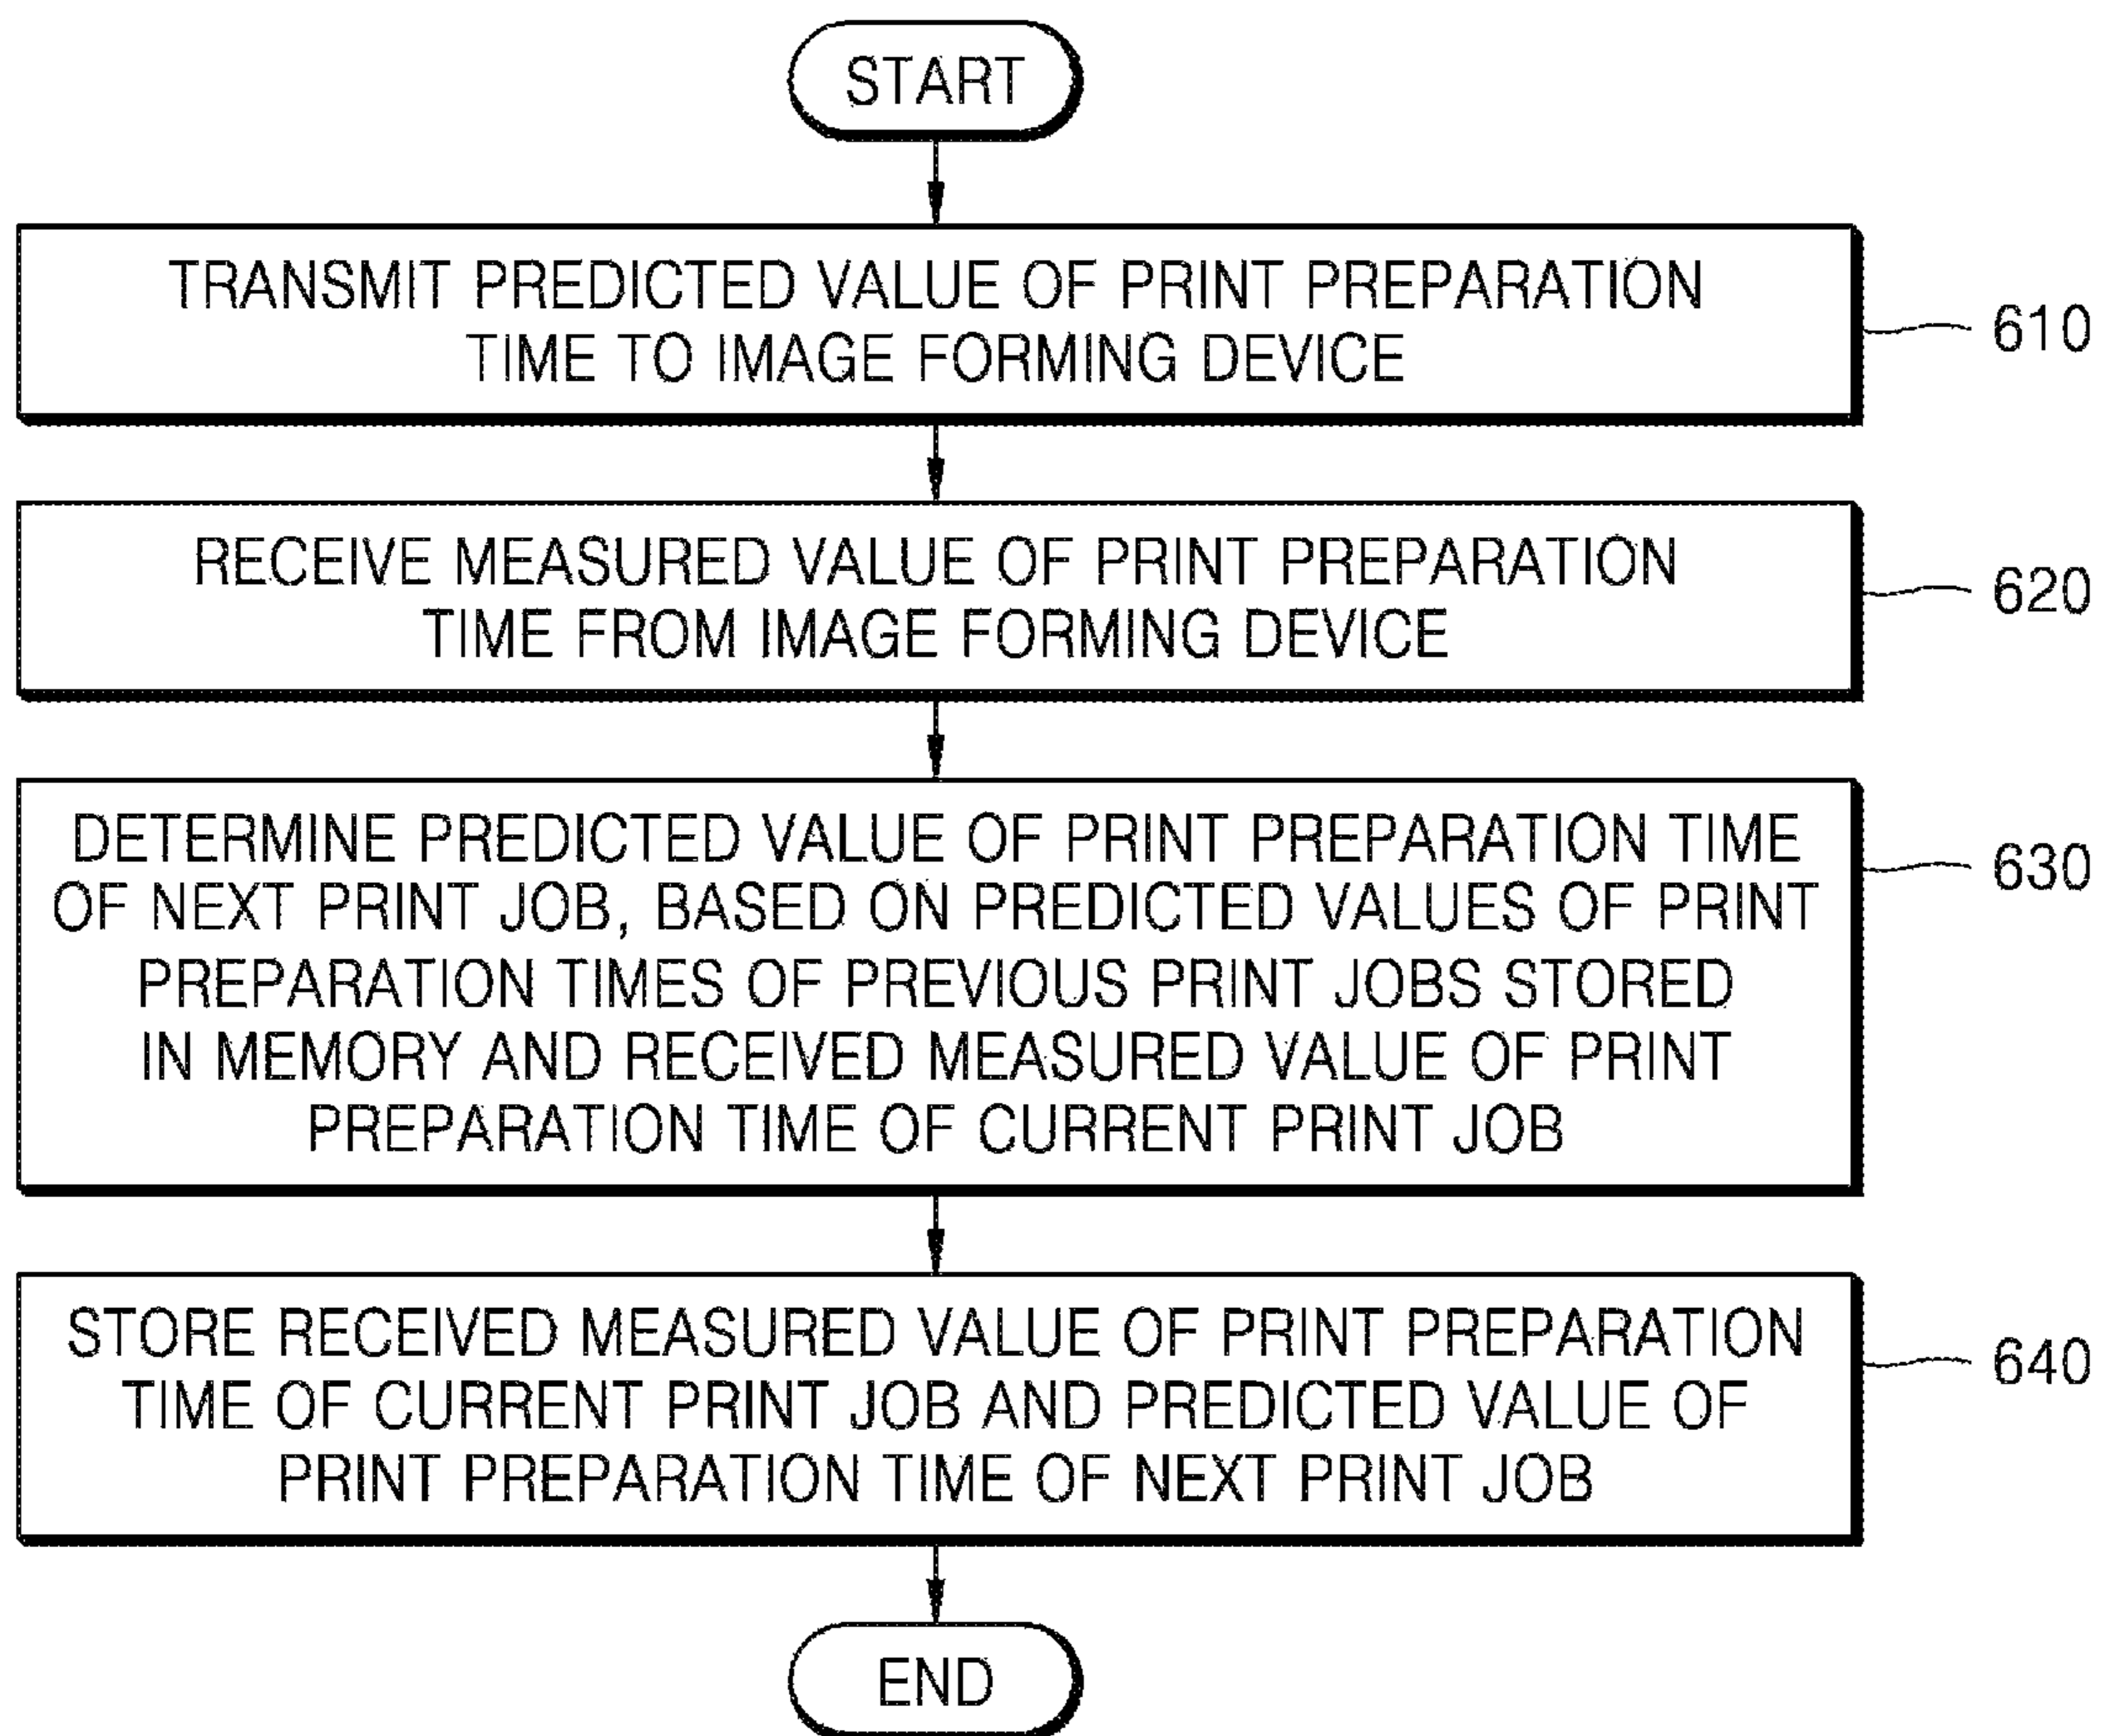 START
TRANSMIT PREDICTED VALUE OF PRINT PREPARATION
TIME TO IMAGE FORMING DEVICE
610
RECEIVE MEASURED VALUE OF PRINT PREPARATION
TIME FROM IMAGE FORMING DEVICE
620
DETERMINE PREDICTED VALUE OF PRINT PREPARATION TIME
OF NEXT PRINT JOB, BASED ON PREDICTED VALUES OF PRINT
PREPARATION TIMES OF PREVIOUS PRINT JOBS STORED
IN MEMORY AND RECEIVED MEASURED VALUE OF PRINT
PREPARATION TIME OF CURRENT PRINT JOB
630
STORE RECEIVED MEASURED VALUE OF PRINT PREPARATION
TIME OF CURRENT PRINT JOB AND PREDICTED VALUE OF
PRINT PREPARATION TIME OF NEXT PRINT JOB
640
END